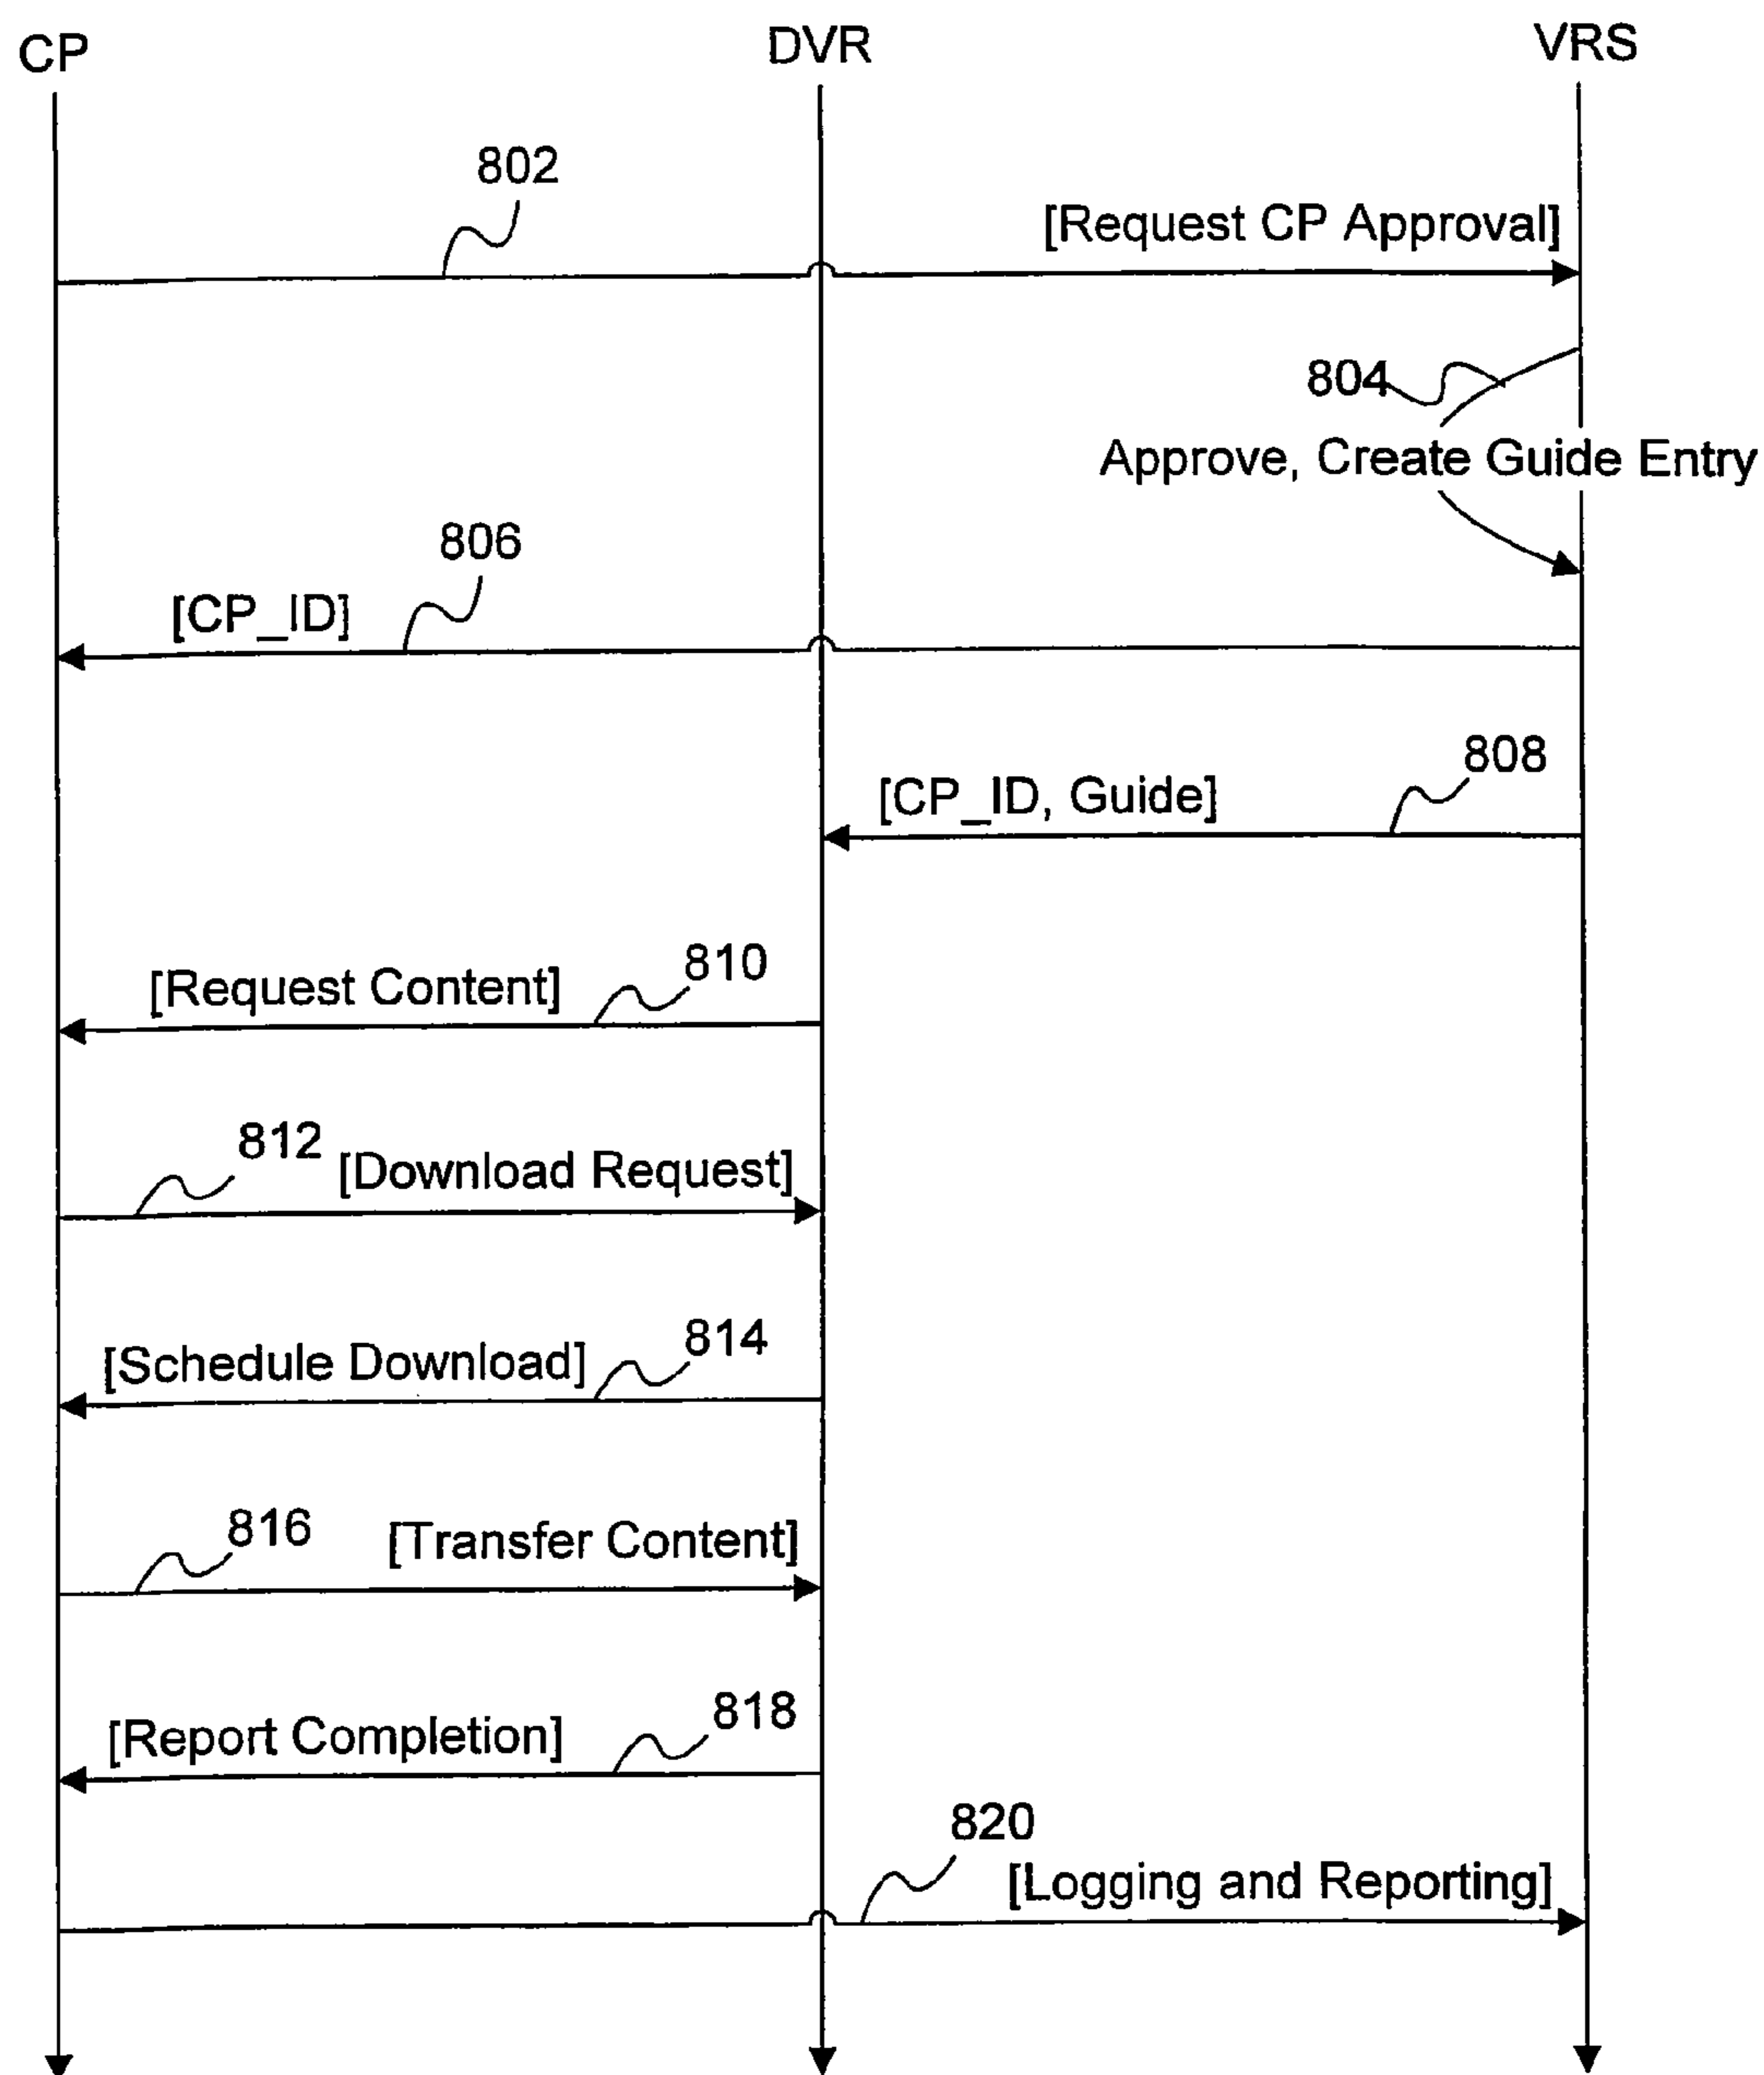 CP
DVR
VRS
802
[Request CP Approval]
804
Approve, Create Guide Entry
806
[CP_ID]
808
[CP_ID, Guide]
810
[Request Content]
812
[Download Request]
814
[Schedule Download]
816
[Transfer Content]
818
[Report Completion]
820
[Logging and Reporting]